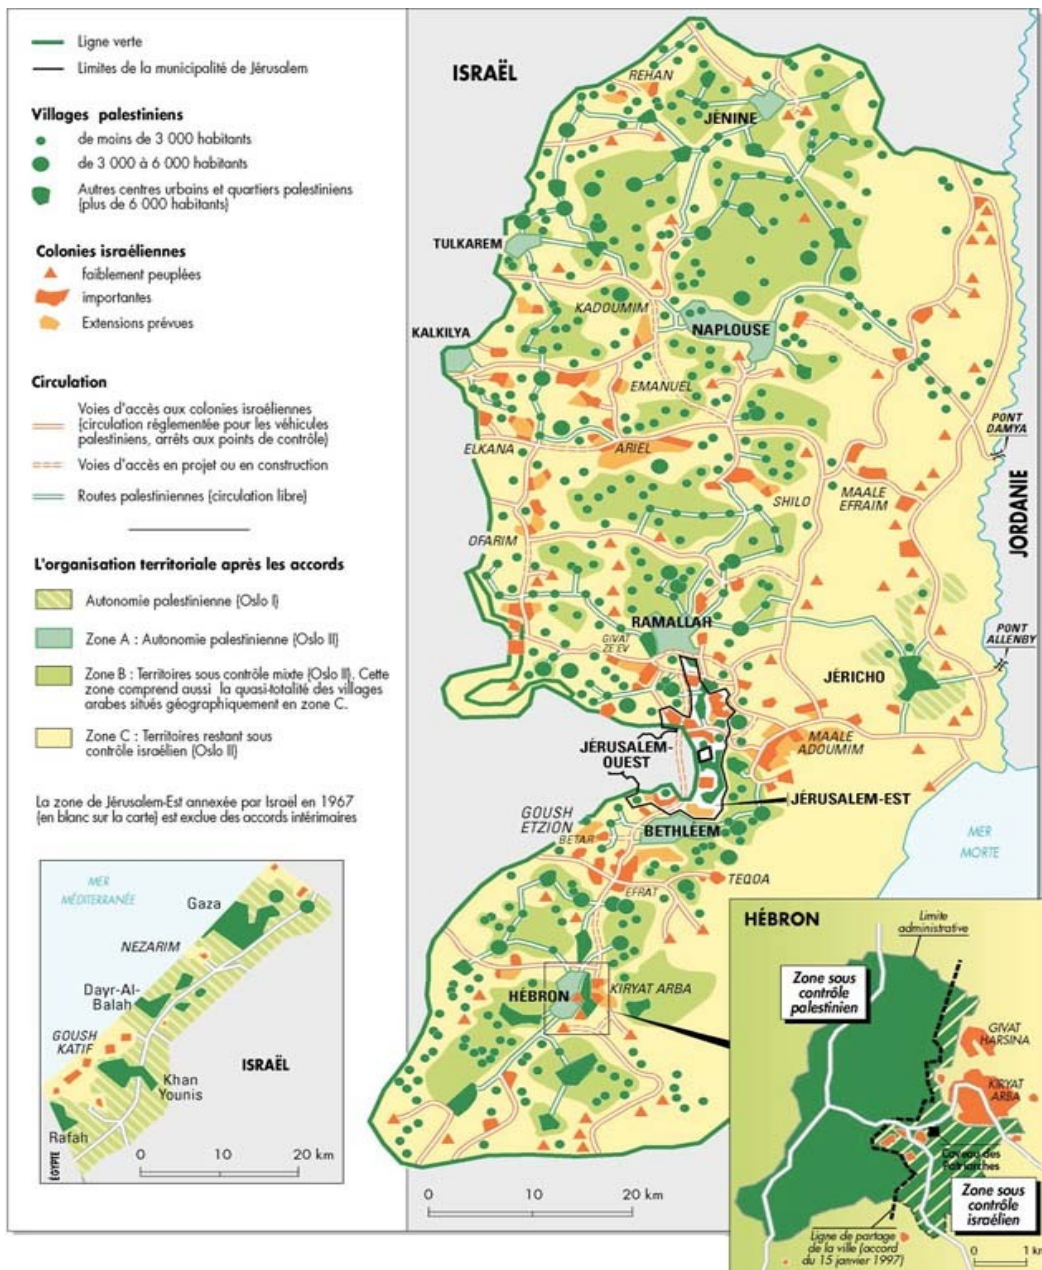 Ligne verte
Limites de la municipalité de Jérusalem
Villages palestiniens
de moins de 3 000 habitants
de 3 000 à 6 000 habitants
Autres centres urbains et quartiers palestiniens
(plus de 6 000 habitants)
Colonies israéliennes
faiblement peuplées
importantes
Extensions prévues
Circulation
Voies d'accès aux colonies israéliennes
(circulation réglementée pour les véhicules
palestiniens, arrêts aux points de contrôle)
Voies d'accès en projet ou en construction
Routes palestiniennes (circulation libre)
L'organisation territoriale après les accords
Autonomie palestinienne (Oslo I)
Zone A : Autonomie palestinienne (Oslo II)
Zone B : Territoires sous contrôle mixte (Oslo II). Cette
zone comprend aussi la quasi-totalité des villages
arabes situés géographiquement en zone C.
Zone C : Territoires restant sous
contrôle israélien (Oslo II)
La zone de Jérusalem-Est annexée par Israël en 1967
(en blanc sur la carte) est exclue des accords intérimaires
MER
MÉDITERRANÉE
Gaza
NEZARIM
Dayr-Al-
Balah
GOUSH
KATIF
ISRAËL
Khan
Younis
Rafah
ÉGYPTE
0 10 20 km
ISRAËL
REHAN
JÉNINE
TULKAREM
KADOUMIM
NAPLOUSE
KALKILYA
EMANUEL
PONT
DAMYA
ELKANA
ARIEL
SHILO
MAALE
EFRAIM
JORDANIE
OFARIM
RAMALLAH
GIVAT
ZE'EV
PONT
ALLENBY
JÉRICHO
MAALE
ADOUMIM
JÉRUSALEM-
OUEST
JÉRUSALEM-EST
GOUSH
ETZION
BETAR
BETHLÉEM
MER
MORTE
EFRAT
TEQOA
HÉBRON
KIRYAT ARBA
0 10 20 km
HÉBRON
Limite
administrative
Zone sous
contrôle
palestinien
GIVAT
HARSINA
KIRYAT
ARBA
Caveau des
Patriarches
Zone sous
contrôle
israélien
Ligne de partage
de la ville (accord
du 15 janvier 1997)
0 1 km